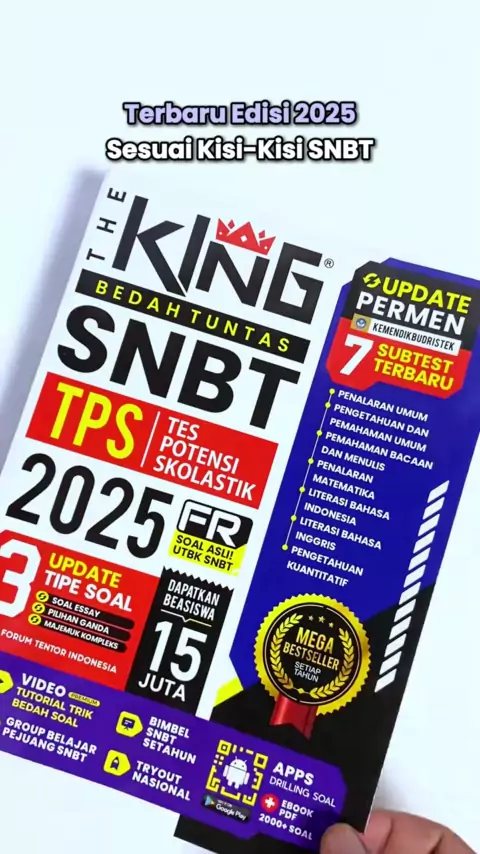 Terbaru Edisi 2025
Sesuai Kisi-Kisi SNBT
THE
KING®
BEDAH TUNTAS
SNBT
TPS
TES
POTENSI
SKOLASTIK
2025
FR
SOAL ASLI!
UTBK SNBT
UPDATE
PERMEN
KEMENDIKBUDRISTEK
7 SUBTEST
TERBARU
PENALARAN UMUM
PENGETAHUAN DAN
PEMAHAMAN UMUM
PEMAHAMAN BACAAN
DAN MENULIS
PENALARAN
MATEMATIKA
LITERASI BAHASA
INDONESIA
LITERASI BAHASA
INGGRIS
PENGETAHUAN
KUANTITATIF
3 UPDATE
TIPE SOAL
SOAL ESSAY
PILIHAN GANDA
MAJEMUK KOMPLEKS
FORUM TENTOR INDONESIA
DAPATKAN
BEASISWA
15
JUTA
MEGA
BESTSELLER
SETIAP
TAHUN
VIDEO PREMIUM
TUTORIAL TRIK
BEDAH SOAL
GROUP BELAJAR
PEJUANG SNBT
BIMBEL
SNBT
SETAHUN
TRYOUT
NASIONAL
Google Play
APPS
DRILLING SOAL
EBOOK
PDF
2000+ SOAL